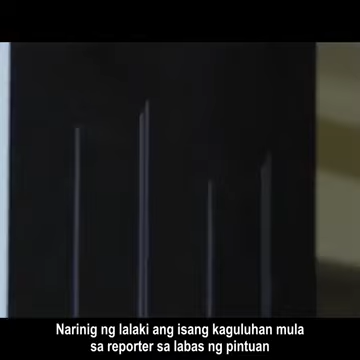 Narinig ng lalaki ang isang kaguluhan mula
sa reporter sa labas ng pintuan